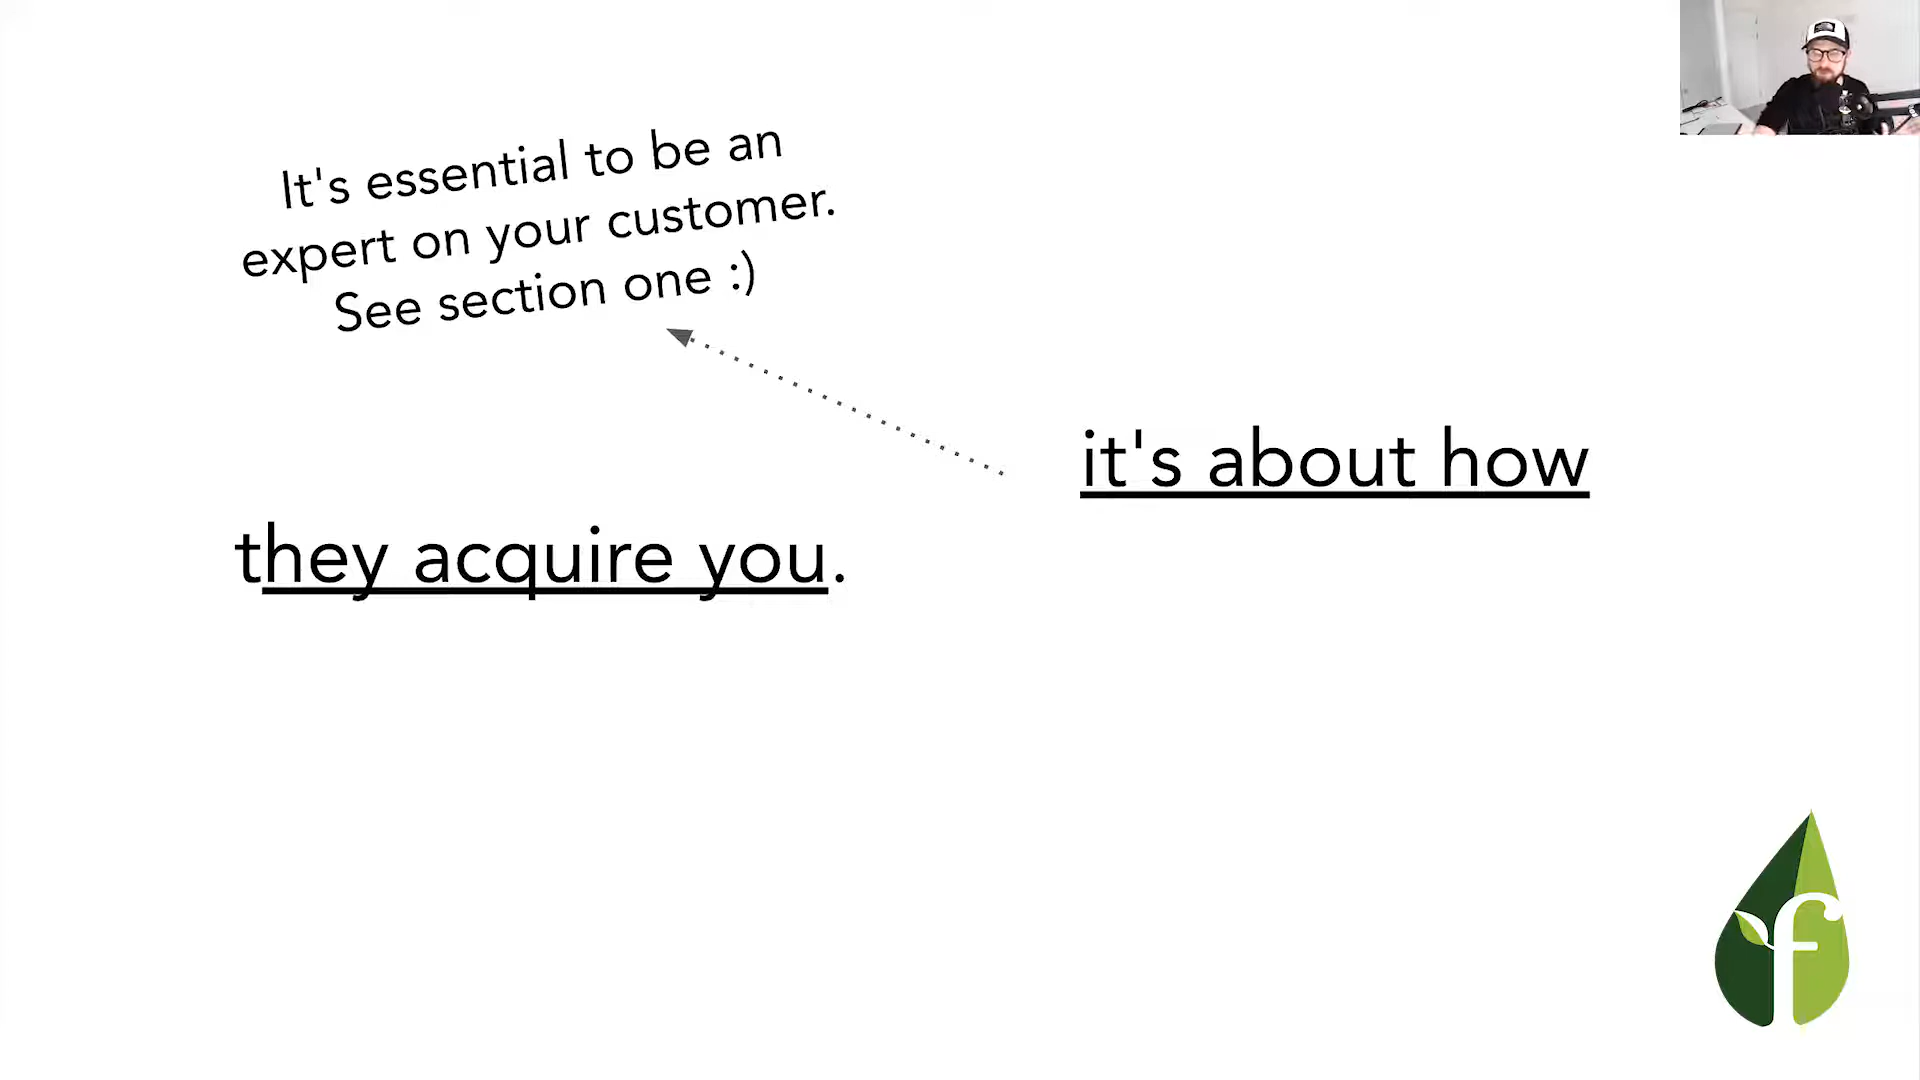 It's essential to be an
expert on your customer.
See section one :)
it's about how
they acquire you.
f